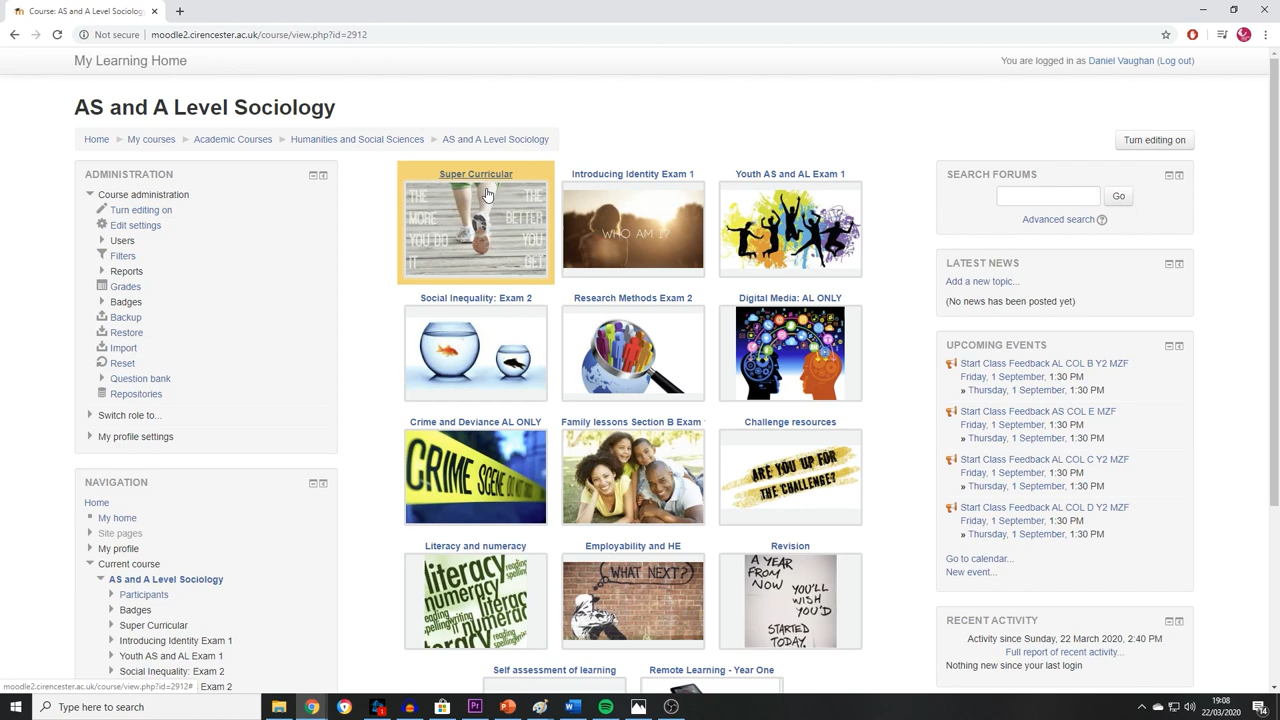 Course: AS and A Level Sociology
Not secure
moodle2.cirencester.ac.uk/course/view.php?id=2912
My Learning Home
You are logged in as Daniel Vaughan (Log out)
AS and A Level Sociology
Home
My courses
Academic Courses
Humanities and Social Sciences
AS and A Level Sociology
Turn editing on
ADMINISTRATION
Course administration
Turn editing on
Edit settings
Users
Filters
Reports
Grades
Badges
Backup
Restore
Import
Reset
Question bank
Repositories
Switch role to...
My profile settings
NAVIGATION
Home
My home
Site pages
My profile
Current course
AS and A Level Sociology
Participants
Badges
Super Curricular
Introducing Identity Exam 1
Youth AS and AL Exam 1
Social Inequality: Exam 2
Exam 2
moodle2.cirencester.ac.uk/course/view.php?id=2912#
Super Curricular
THE MORE YOU DO IT
THE BETTER YOU GET
Introducing Identity Exam 1
WHO AM I?
Youth AS and AL Exam 1
Social Inequality: Exam 2
Research Methods Exam 2
Digital Media: AL ONLY
Crime and Deviance AL ONLY
CRIME SCENE DO NOT
Family lessons Section B Exam
Challenge resources
ARE YOU UP FOR
THE CHALLENGE?
Literacy and numeracy
literacy
numeracy
Employability and HE
WHAT NEXT?
Revision
A YEAR
FROM
NOW
YOU'LL
WISH
YOU'D
STARTED
TODAY.
Self assessment of learning
Remote Learning - Year One
SEARCH FORUMS
Go
Advanced search
LATEST NEWS
Add a new topic...
(No news has been posted yet)
UPCOMING EVENTS
Start Class Feedback AL COL B Y2 MZF
Friday, 1 September, 1:30 PM
» Thursday, 1 September, 1:30 PM
Start Class Feedback AS COL E MZF
Friday, 1 September, 1:30 PM
» Thursday, 1 September, 1:30 PM
Start Class Feedback AL COL C Y2 MZF
Friday, 1 September, 1:30 PM
» Thursday, 1 September, 1:30 PM
Start Class Feedback AL COL D Y2 MZF
Friday, 1 September, 1:30 PM
» Thursday, 1 September, 1:30 PM
Go to calendar...
New event...
RECENT ACTIVITY
Activity since Sunday, 22 March 2020, 2:40 PM
Full report of recent activity...
Nothing new since your last login
Type here to search
19:08
22/03/2020